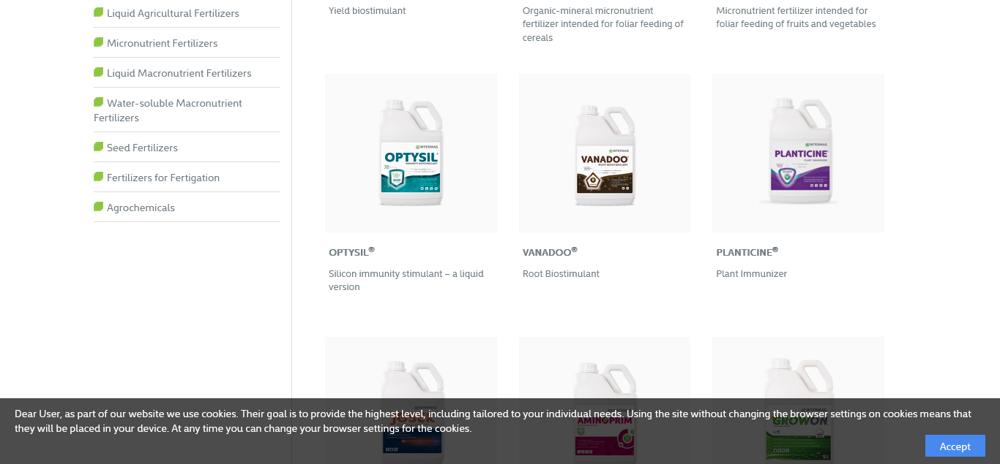 Liquid Agricultural Fertilizers
Micronutrient Fertilizers
Liquid Macronutrient Fertilizers
Water-soluble Macronutrient
Fertilizers
Seed Fertilizers
Fertilizers for Fertigation
Agrochemicals
Yield biostimulant
Organic-mineral micronutrient
fertilizer intended for foliar feeding of
cereals
Micronutrient fertilizer intended for
foliar feeding of fruits and vegetables
INTERMAG
OPTYSIL®
IMMUNITY BIOSTIMULANT
INTERMAG
VANADOO®
ROOT BIOSTIMULANT
INTERMAG
PLANTICINE®
PLANT IMMUNIZER
OPTYSIL®
Silicon immunity stimulant – a liquid
version
VANADOO®
Root Biostimulant
PLANTICINE®
Plant Immunizer
INTERMAG
AMINOPRIM
INTERMAG
GROWON
5 L
Dear User, as part of our website we use cookies. Their goal is to provide the highest level, including tailored to your individual needs. Using the site without changing the browser settings on cookies means that
they will be placed in your device. At any time you can change your browser settings for the cookies.
Accept